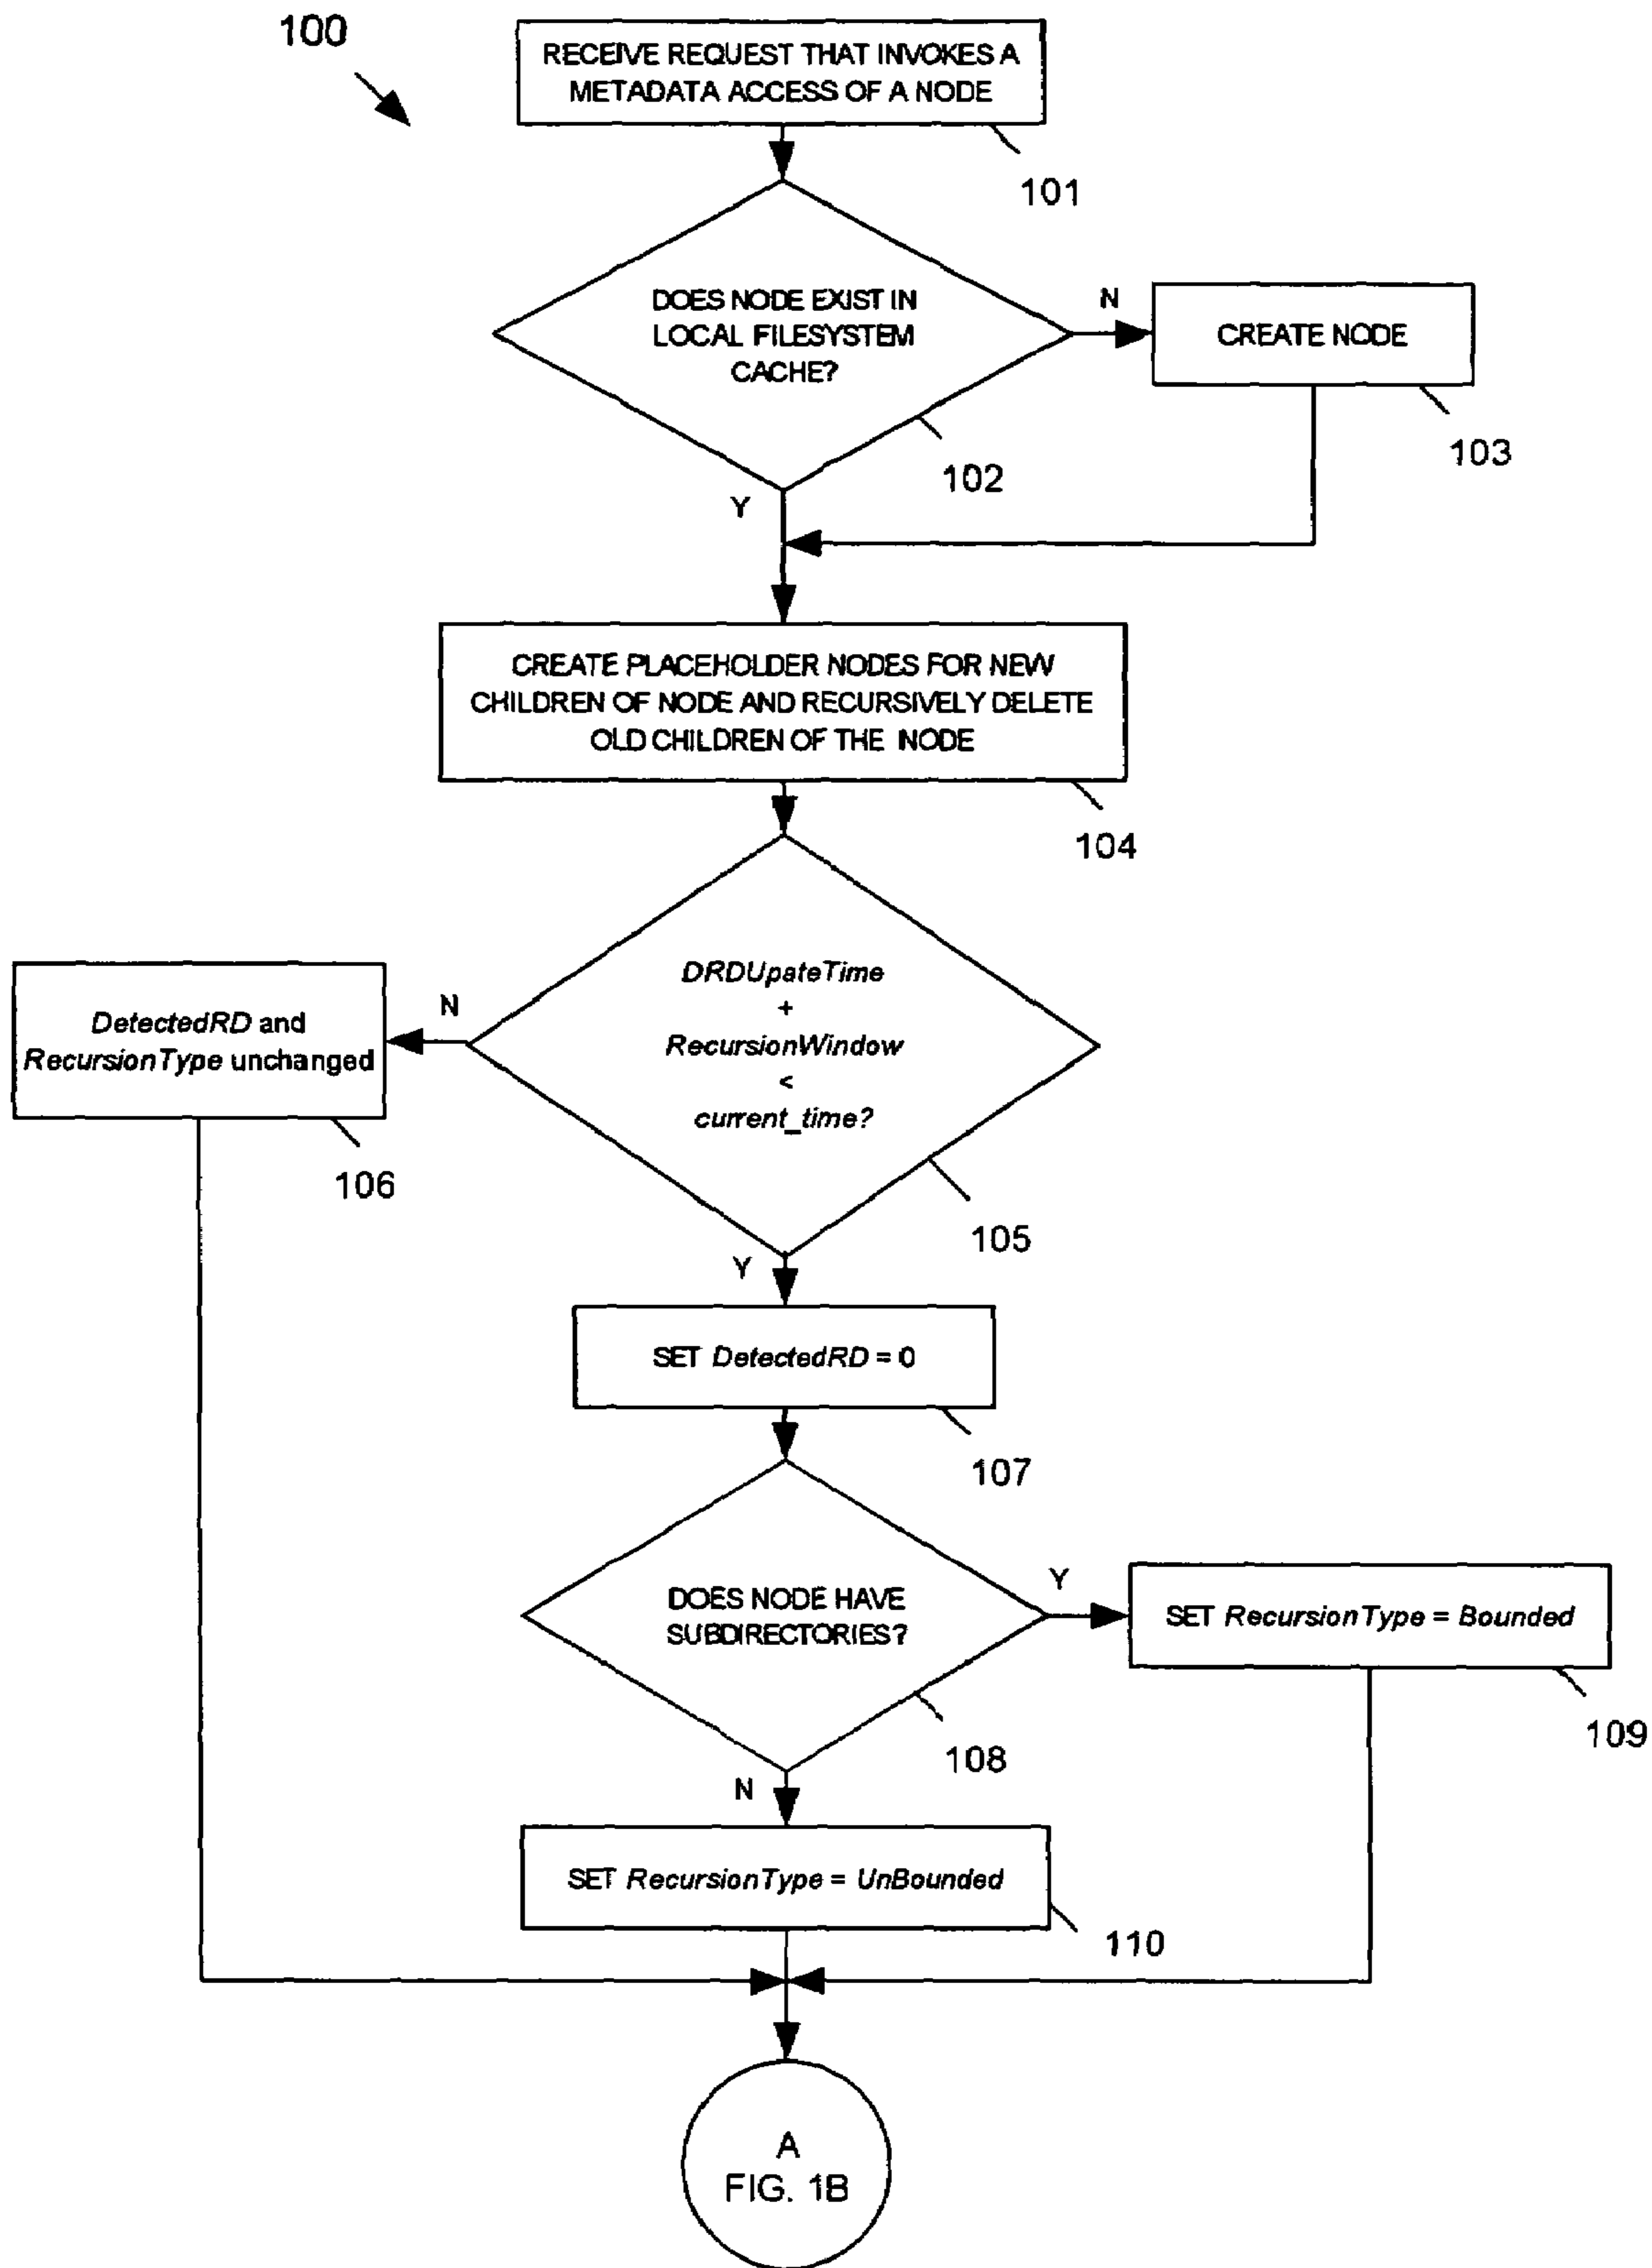 100
RECEIVE REQUEST THAT INVOKES A
METADATA ACCESS OF A NODE
101
DOES NODE EXIST IN
LOCAL FILESYSTEM
CACHE?
N
CREATE NODE
102
103
Y
CREATE PLACEHOLDER NODES FOR NEW
CHILDREN OF NODE AND RECURSIVELY DELETE
OLD CHILDREN OF THE NODE
104
DRDUpateTime
+
RecursionWindow
<
current_time?
N
DetectedRD and
RecursionType unchanged
106
105
Y
SET DetectedRD = 0
107
DOES NODE HAVE
SUBDIRECTORIES?
Y
SET RecursionType = Bounded
108
109
N
SET RecursionType = UnBounded
110
A
FIG. 1B